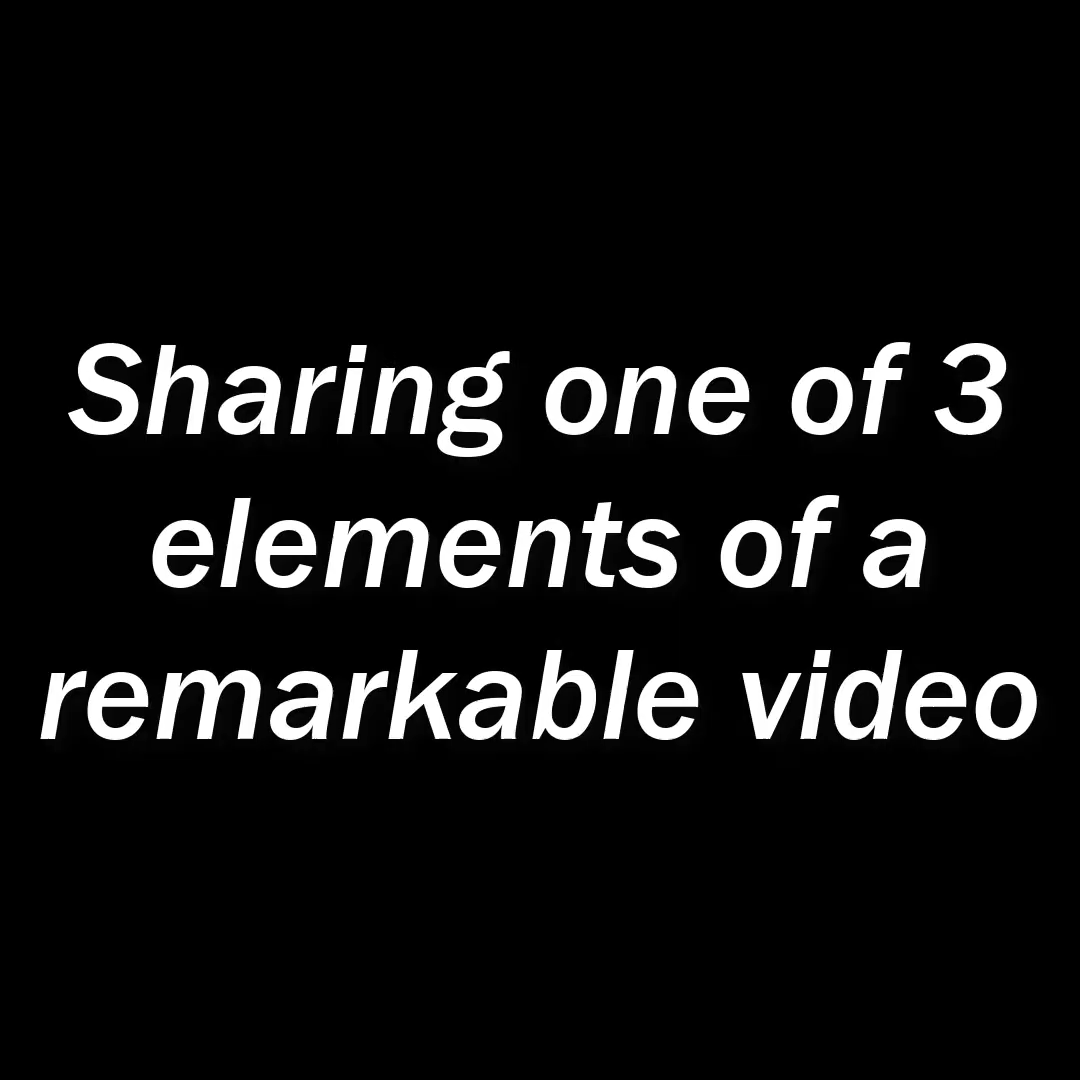 Sharing one of 3
elements of a
remarkable video